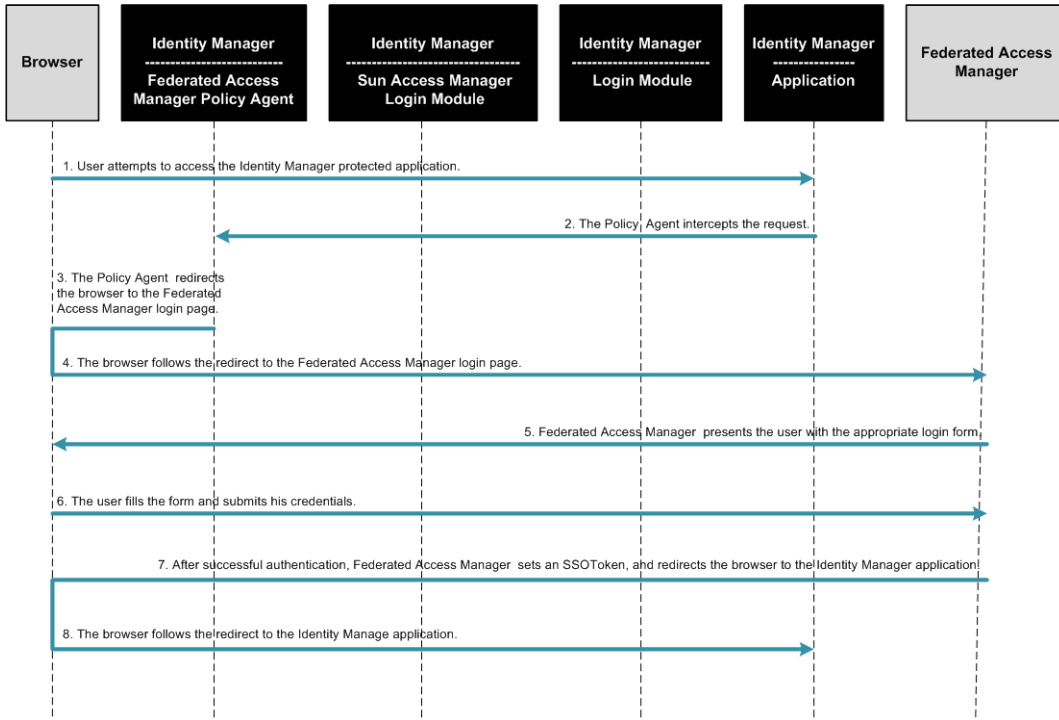 Browser
Identity Manager
---------------------------
Federated Access
Manager Policy Agent
Identity Manager
----------------------------------
Sun Access Manager
Login Module
Identity Manager
---------------------------
Login Module
Identity Manager
----------------
Application
Federated Access
Manager
1. User attempts to access the Identity Manager protected application.
2. The Policy Agent intercepts the request.
3. The Policy Agent redirects
the browser to the Federated
Access Manager login page.
4. The browser follows the redirect to the Federated Access Manager login page.
5. Federated Access Manager presents the user with the appropriate login form.
6. The user fills the form and submits his credentials.
7. After successful authentication, Federated Access Manager sets an SSOToken, and redirects the browser to the Identity Manager application.
8. The browser follows the redirect to the Identity Manage application.